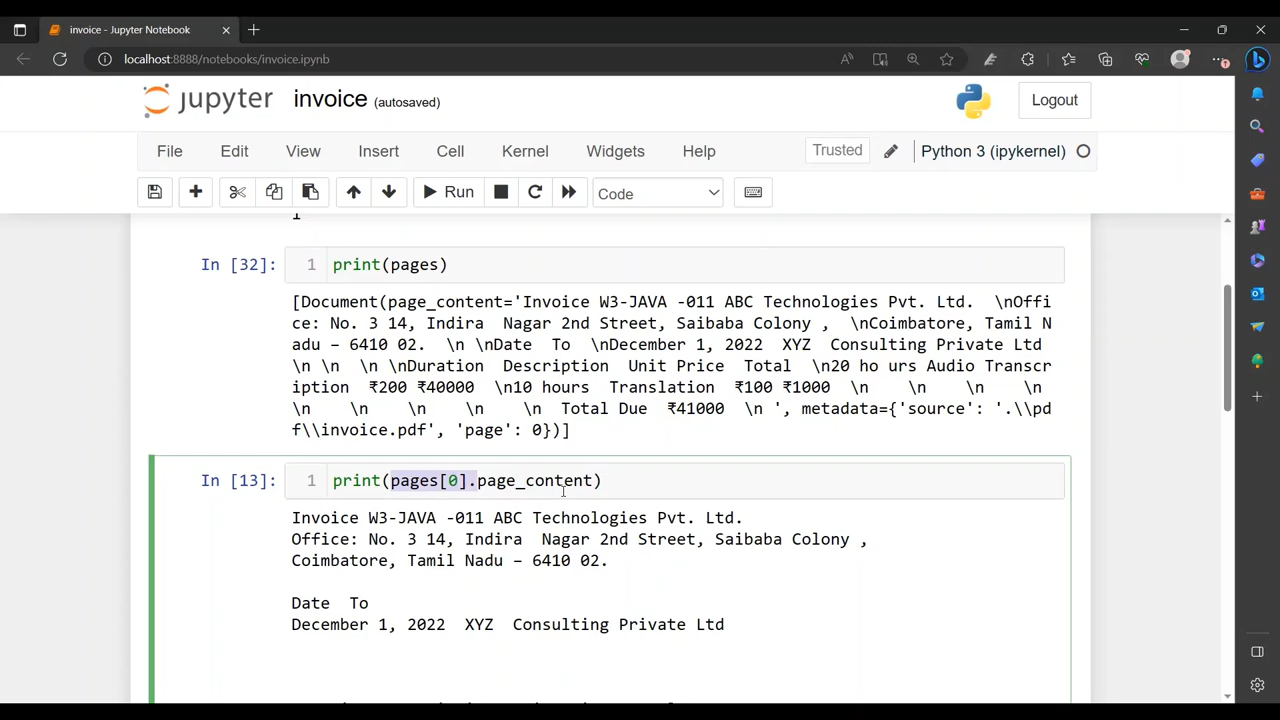 invoice - Jupyter Notebook
localhost:8888/notebooks/invoice.ipynb
jupyter invoice (autosaved)
Logout
File Edit View Insert Cell Kernel Widgets Help Trusted Python 3 (ipykernel)
Run Code
1
In [32]: 1 print(pages)
[Document(page_content='Invoice W3-JAVA -011 ABC Technologies Pvt. Ltd.  \nOffi
ce: No. 3 14, Indira  Nagar 2nd Street, Saibaba Colony ,  \nCoimbatore, Tamil N
adu – 6410 02.  \n \nDate  To  \nDecember 1, 2022  XYZ  Consulting Private Ltd
\n \n  \n \nDuration  Description  Unit Price  Total  \n20 ho urs Audio Transcr
iption  ₹200 ₹40000  \n10 hours  Translation  ₹100 ₹1000  \n    \n    \n    \n
\n    \n    \n    \n    \n  Total Due  ₹41000  \n ', metadata={'source': '.\\pd
f\\invoice.pdf', 'page': 0})]
In [13]: 1 print(pages[0].page_content)
Invoice W3-JAVA -011 ABC Technologies Pvt. Ltd.
Office: No. 3 14, Indira  Nagar 2nd Street, Saibaba Colony ,
Coimbatore, Tamil Nadu – 6410 02.
Date  To
December 1, 2022  XYZ  Consulting Private Ltd